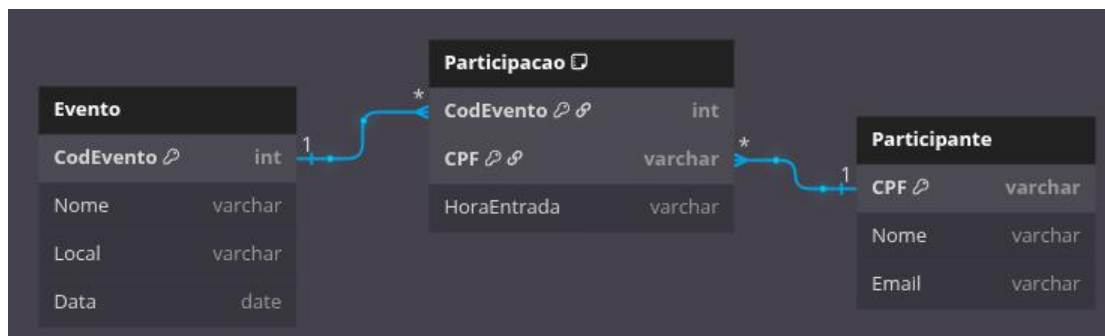 Evento
CodEvento int
Nome varchar
Local varchar
Data date
1
*
Participacao
CodEvento int
CPF varchar
HoraEntrada varchar
*
1
Participante
CPF varchar
Nome varchar
Email varchar